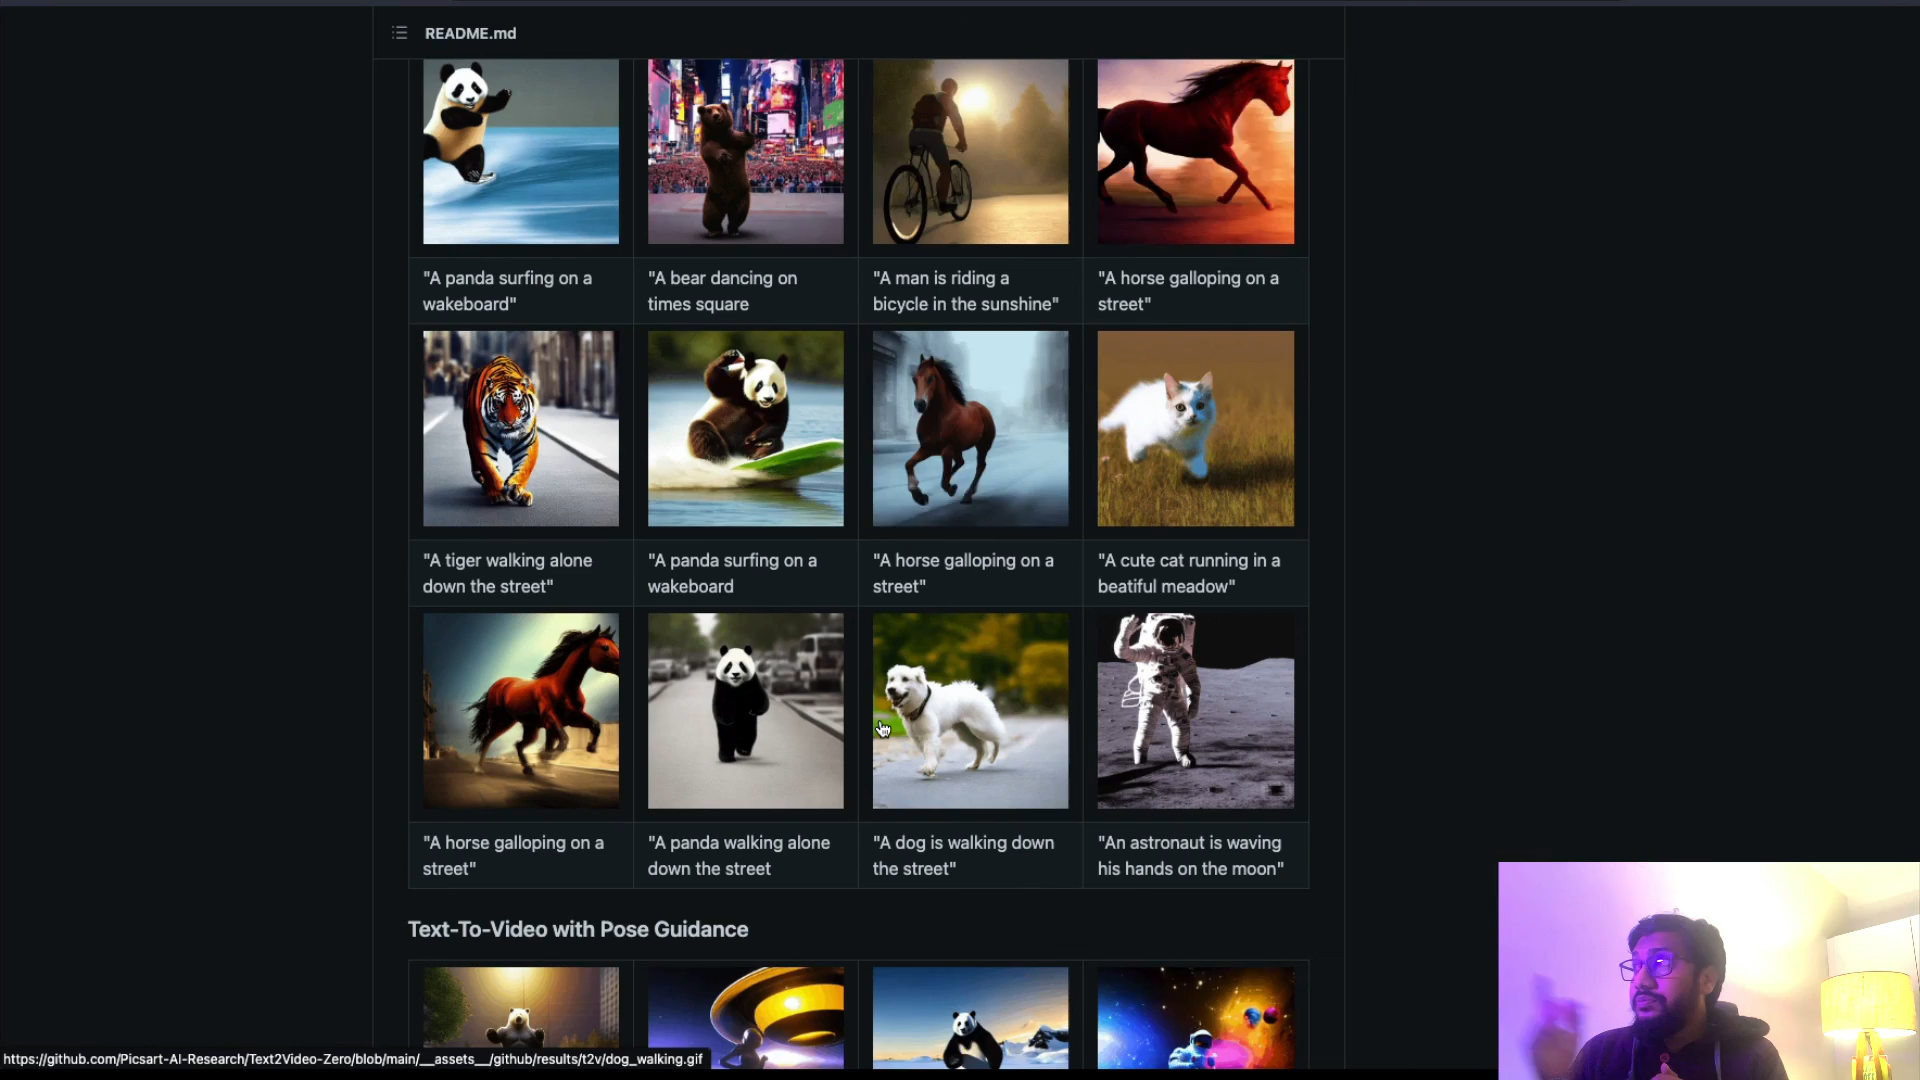 README.md
"A panda surfing on a
wakeboard"
"A bear dancing on
times square
"A man is riding a
bicycle in the sunshine"
"A horse galloping on a
street"
"A tiger walking alone
down the street"
"A panda surfing on a
wakeboard
"A horse galloping on a
street"
"A cute cat running in a
beatiful meadow"
"A horse galloping on a
street"
"A panda walking alone
down the street
"A dog is walking down
the street"
"An astronaut is waving
his hands on the moon"
Text-To-Video with Pose Guidance
https://github.com/Picsart-AI-Research/Text2Video-Zero/blob/main/__assets__/github/results/t2v/dog_walking.gif